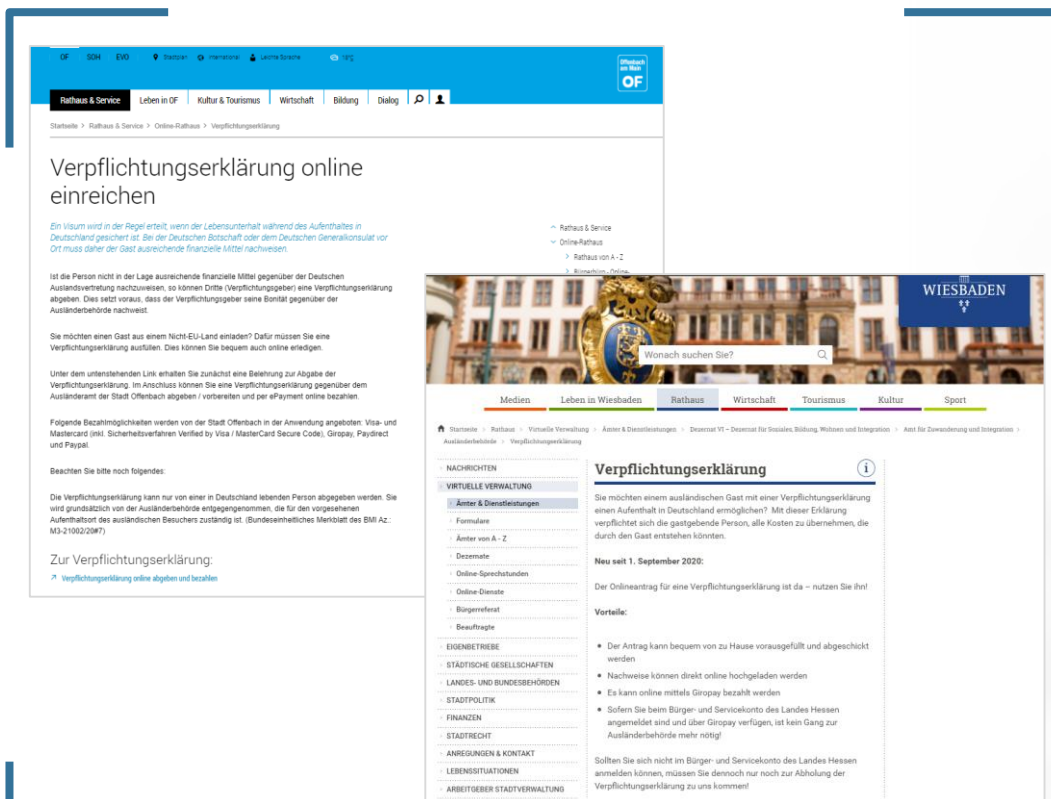 OF SOH EVO Stadtplan International Leichte Sprache
Offenbach
am Main
OF
Rathaus & Service Leben in OF Kultur & Tourismus Wirtschaft Bildung Dialog
Startseite > Rathaus & Service > Online-Rathaus > Verpflichtungserklärung
Verpflichtungserklärung online
einreichen
Ein Visum wird in der Regel erteilt, wenn der Lebensunterhalt während des Aufenthaltes in
Deutschland gesichert ist. Bei der Deutschen Botschaft oder dem Deutschen Generalkonsulat vor
Ort muss daher der Gast ausreichende finanzielle Mittel nachweisen.
Rathaus & Service
Online-Rathaus
Rathaus von A - Z
Ist die Person nicht in der Lage ausreichende finanzielle Mittel gegenüber der Deutschen
Auslandsvertretung nachzuweisen, so können Dritte (Verpflichtungsgeber) eine Verpflichtungserklärung
abgeben. Dies setzt voraus, dass der Verpflichtungsgeber seine Bonität gegenüber der
Ausländerbehörde nachweist.
Sie möchten einen Gast aus einem Nicht-EU-Land einladen? Dafür müssen Sie eine
Verpflichtungserklärung ausfüllen. Dies können Sie bequem auch online erledigen.
Unter dem untenstehenden Link erhalten Sie zunächst eine Belehrung zur Abgabe der
Verpflichtungserklärung. Im Anschluss können Sie eine Verpflichtungserklärung gegenüber dem
Ausländeramt der Stadt Offenbach abgeben / vorbereiten und per ePayment online bezahlen.
Folgende Bezahlmöglichkeiten werden von der Stadt Offenbach in der Anwendung angeboten: Visa- und
Mastercard (inkl. Sicherheitsverfahren Verified by Visa / MasterCard Secure Code), Giropay, Paydirect
und Paypal.
Beachten Sie bitte noch folgendes:
Die Verpflichtungserklärung kann nur von einer in Deutschland lebenden Person abgegeben werden. Sie
wird grundsätzlich von der Ausländerbehörde entgegengenommen, die für den vorgesehenen
Aufenthaltsort des ausländischen Besuchers zuständig ist. (Bundeseinheitliches Merkblatt des BMI Az.:
M3-21002/20#7)
Zur Verpflichtungserklärung:
Verpflichtungserklärung online abgeben und bezahlen
WIESBADEN
Wonach suchen Sie?
Medien Leben in Wiesbaden Rathaus Wirtschaft Tourismus Kultur Sport
Startseite > Rathaus > Virtuelle Verwaltung > Ämter & Dienstleistungen > Dezernat VI – Dezernat für Soziales, Bildung, Wohnen und Integration > Amt für Zuwanderung und Integration >
Ausländerbehörde > Verpflichtungserklärung
NACHRICHTEN
VIRTUELLE VERWALTUNG
Ämter & Dienstleistungen
Formulare
Ämter von A - Z
Dezernate
Online-Sprechstunden
Online-Dienste
Bürgerreferat
Beauftragte
EIGENBETRIEBE
STÄDTISCHE GESELLSCHAFTEN
LANDES- UND BUNDESBEHÖRDEN
STADTPOLITIK
FINANZEN
STADTRECHT
ANREGUNGEN & KONTAKT
LEBENSSITUATIONEN
ARBEITGEBER STADTVERWALTUNG
Verpflichtungserklärung
Sie möchten einem ausländischen Gast mit einer Verpflichtungserklärung
einen Aufenthalt in Deutschland ermöglichen? Mit dieser Erklärung
verpflichtet sich die gastgebende Person, alle Kosten zu übernehmen, die
durch den Gast entstehen könnten.
Neu seit 1. September 2020:
Der Onlineantrag für eine Verpflichtungserklärung ist da – nutzen Sie ihn!
Vorteile:
Der Antrag kann bequem von zu Hause vorausgefüllt und abgeschickt
werden
Nachweise können direkt online hochgeladen werden
Es kann online mittels Giropay bezahlt werden
Sofern Sie beim Bürger- und Servicekonto des Landes Hessen
angemeldet sind und über Giropay verfügen, ist kein Gang zur
Ausländerbehörde mehr nötig!
Sollten Sie sich nicht im Bürger- und Servicekonto des Landes Hessen
anmelden können, müssen Sie dennoch nur noch zur Abholung der
Verpflichtungserklärung zu uns kommen!